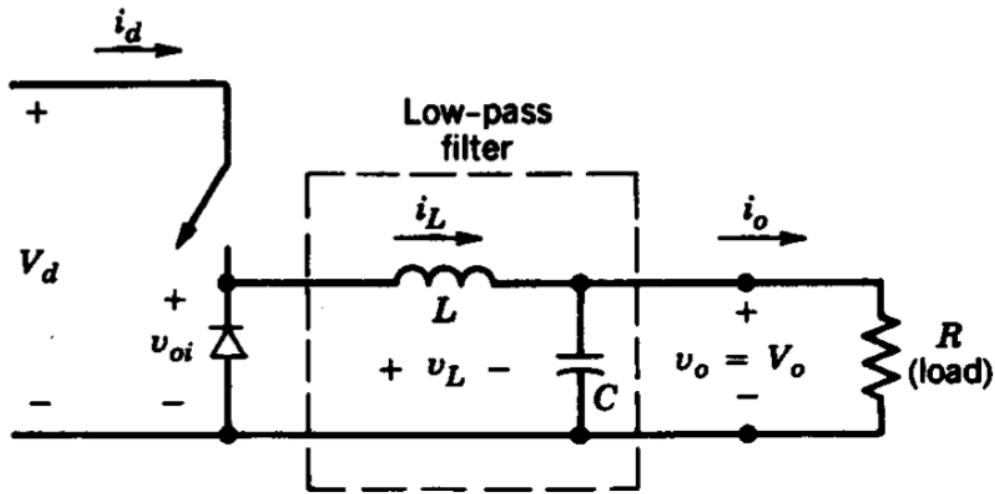 i_d
+
Low-pass
filter
i_L
i_o
V_d
+
L
+
v_oi
+ v_L −
C
v_o = V_o
R
(load)
−
−
−